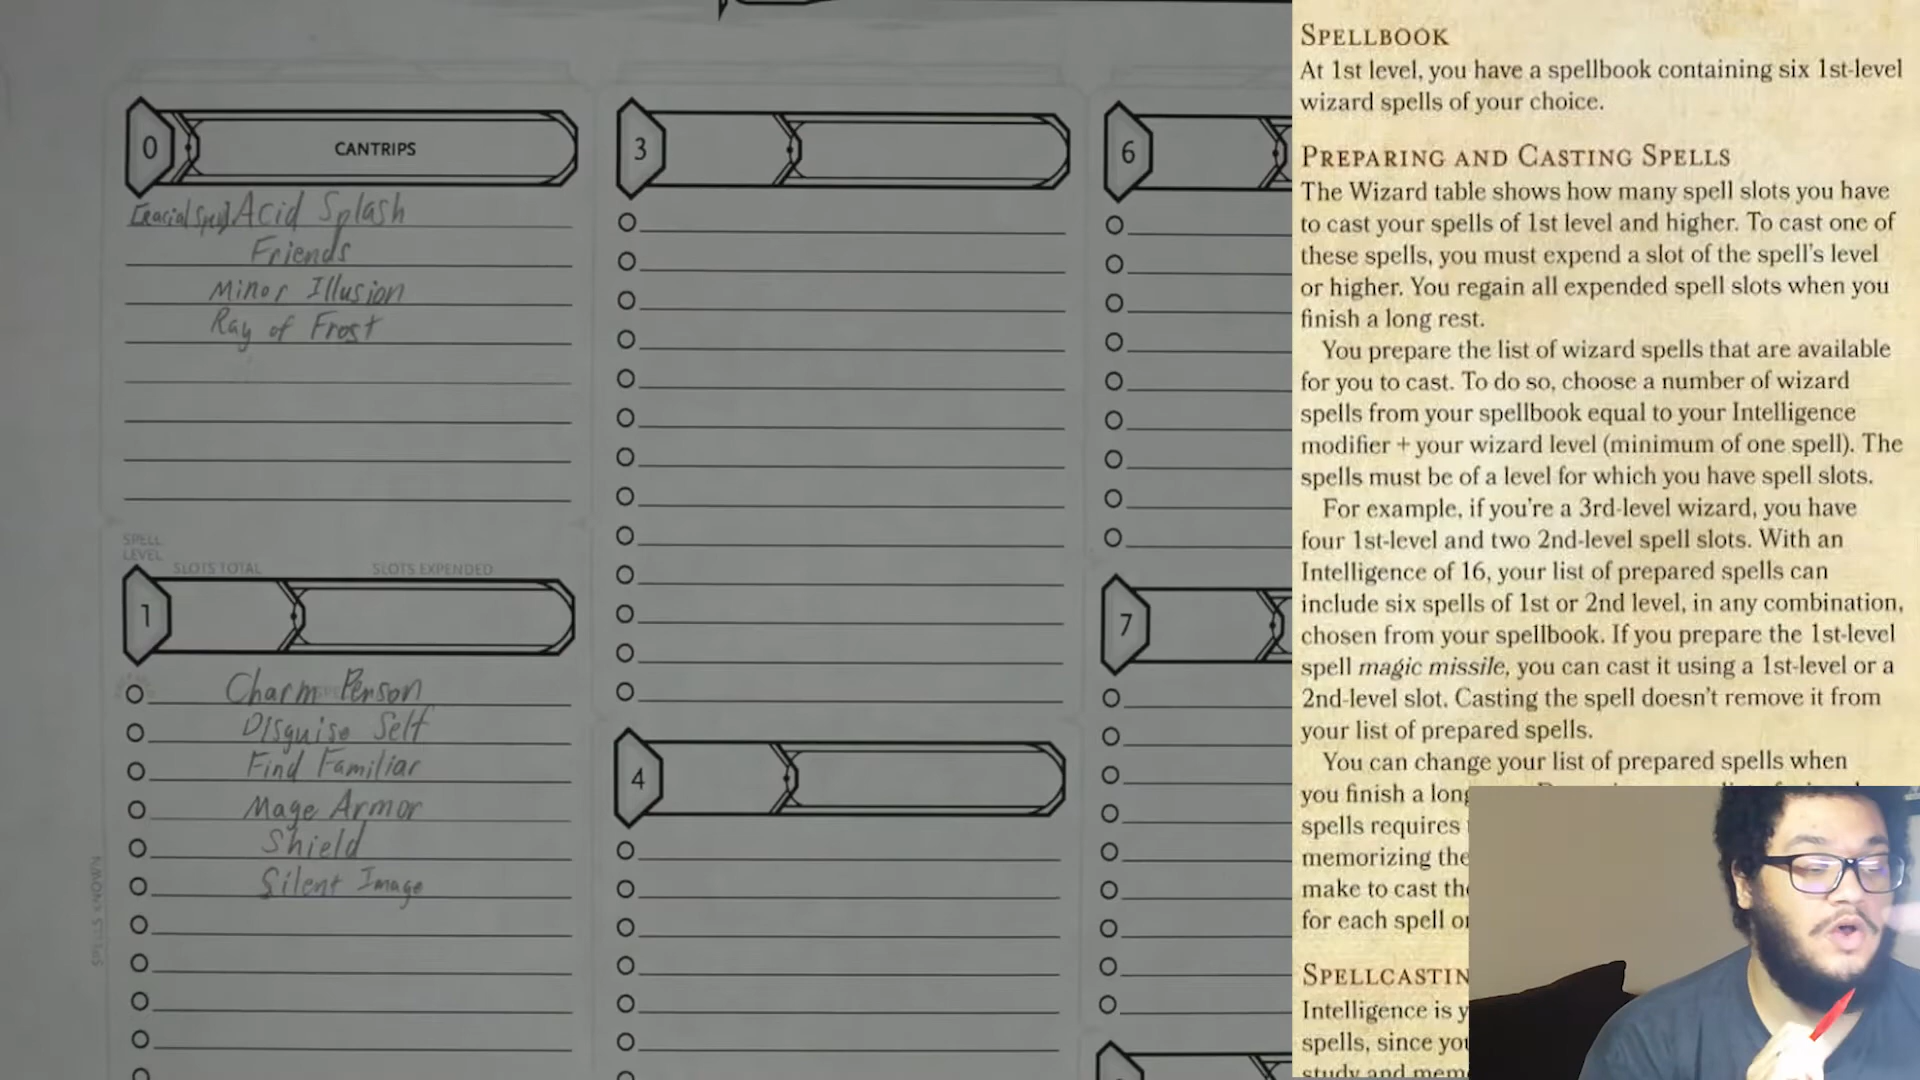 0 CANTRIPS
[Racial Spell] Acid Splash
Friends
Minor Illusion
Ray of Frost
SPELL
LEVEL
SLOTS TOTAL
SLOTS EXPENDED
1
Charm Person
Disguise Self
Find Familiar
Mage Armor
Shield
Silent Image
SPELLS KNOWN
3
4
6
7
SPELLBOOK
At 1st level, you have a spellbook containing six 1st-level
wizard spells of your choice.
PREPARING AND CASTING SPELLS
The Wizard table shows how many spell slots you have
to cast your spells of 1st level and higher. To cast one of
these spells, you must expend a slot of the spell's level
or higher. You regain all expended spell slots when you
finish a long rest.
You prepare the list of wizard spells that are available
for you to cast. To do so, choose a number of wizard
spells from your spellbook equal to your Intelligence
modifier + your wizard level (minimum of one spell). The
spells must be of a level for which you have spell slots.
For example, if you're a 3rd-level wizard, you have
four 1st-level and two 2nd-level spell slots. With an
Intelligence of 16, your list of prepared spells can
include six spells of 1st or 2nd level, in any combination,
chosen from your spellbook. If you prepare the 1st-level
spell magic missile, you can cast it using a 1st-level or a
2nd-level slot. Casting the spell doesn't remove it from
your list of prepared spells.
You can change your list of prepared spells when
you finish a long
spells requires
memorizing the
make to cast the
for each spell
SPELLCASTIN
Intelligence is y
spells, since you
study and mem